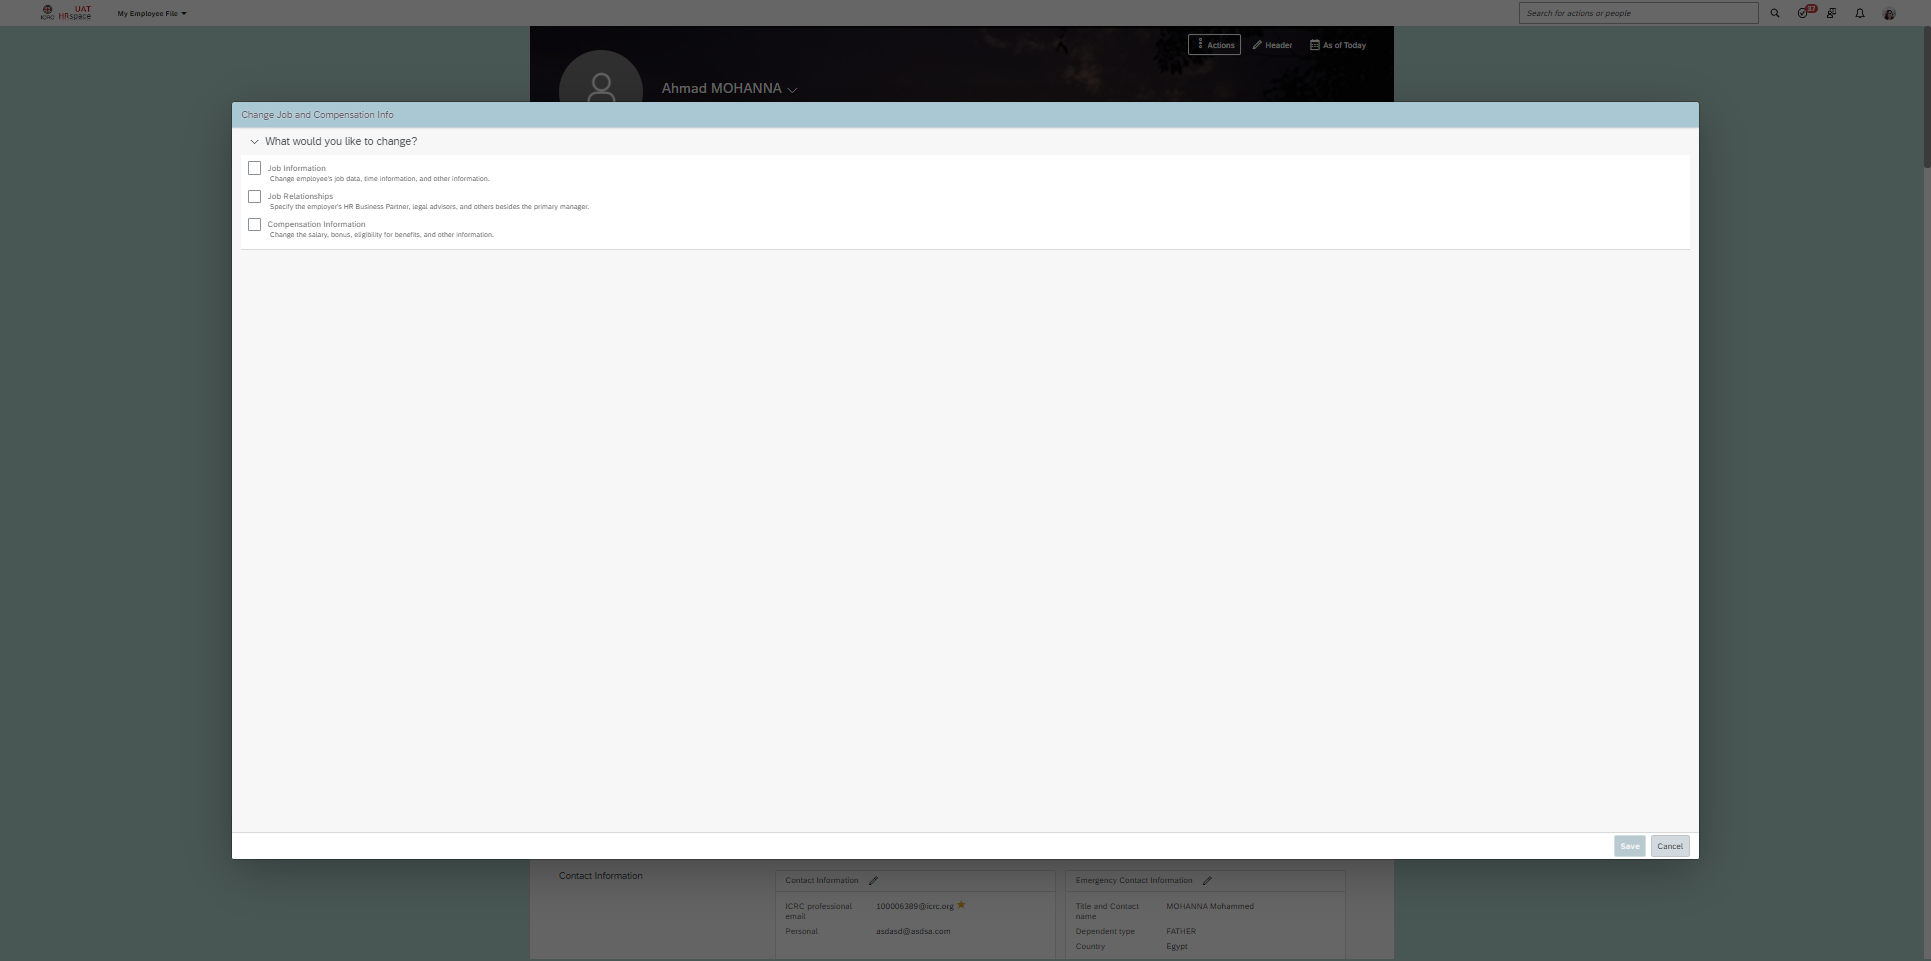 ICRC
UAT
HRspace
My Employee File
Search for actions or people
37
Actions
Header
As of Today
Ahmad MOHANNA
Change Job and Compensation Info
What would you like to change?
Job Information
Change employee's job data, time information, and other information.
Job Relationships
Specify the employer's HR Business Partner, legal advisors, and others besides the primary manager.
Compensation Information
Change the salary, bonus, eligibility for benefits, and other information.
Save
Cancel
Contact Information
Contact Information
ICRC professional
email
100006389@icrc.org
Personal
asdasd@asdsa.com
Emergency Contact Information
Title and Contact
name
MOHANNA Mohammed
Dependent type
FATHER
Country
Egypt